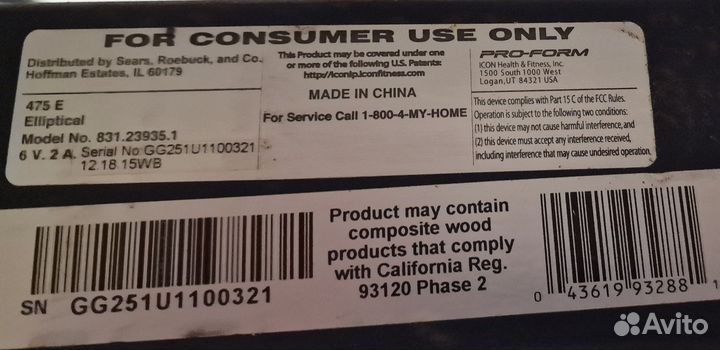 FOR CONSUMER USE ONLY
Distributed by Sears, Roebuck, and Co.
Hoffman Estates, IL 60179
475 E
Elliptical
Model No. 831.23935.1
6 V. 2 A. Serial No GG251U1100321
12.18.15WB
This Product may be covered under one
or more of the following U.S. Patents:
http://iconip.iconfitness.com/
MADE IN CHINA
For Service Call 1-800-4-MY-HOME
PRO-FORM
ICON Health & Fitness, Inc.
1500 South 1000 West
Logan, UT 84321 USA
This device complies with Part 15 C of the FCC Rules.
Operation is subject to the following two conditions:
(1) this device may not cause harmful interference, and
(2) this device must accept any interference received,
including interference that may cause undesired operation.
SN GG251U1100321
Product may contain
composite wood
products that comply
with California Reg.
93120 Phase 2
0 43619 93288 1
Avito